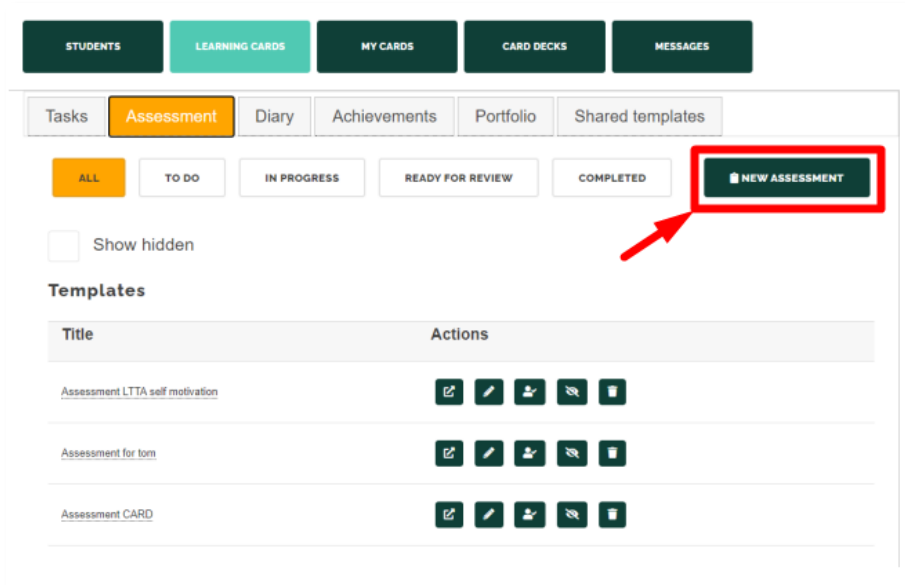 STUDENTS LEARNING CARDS MY CARDS CARD DECKS MESSAGES
Tasks Assessment Diary Achievements Portfolio Shared templates
ALL TO DO IN PROGRESS READY FOR REVIEW COMPLETED NEW ASSESSMENT
Show hidden
Templates
Title Actions
Assessment LTTA self motivation
Assessment for tom
Assessment CARD